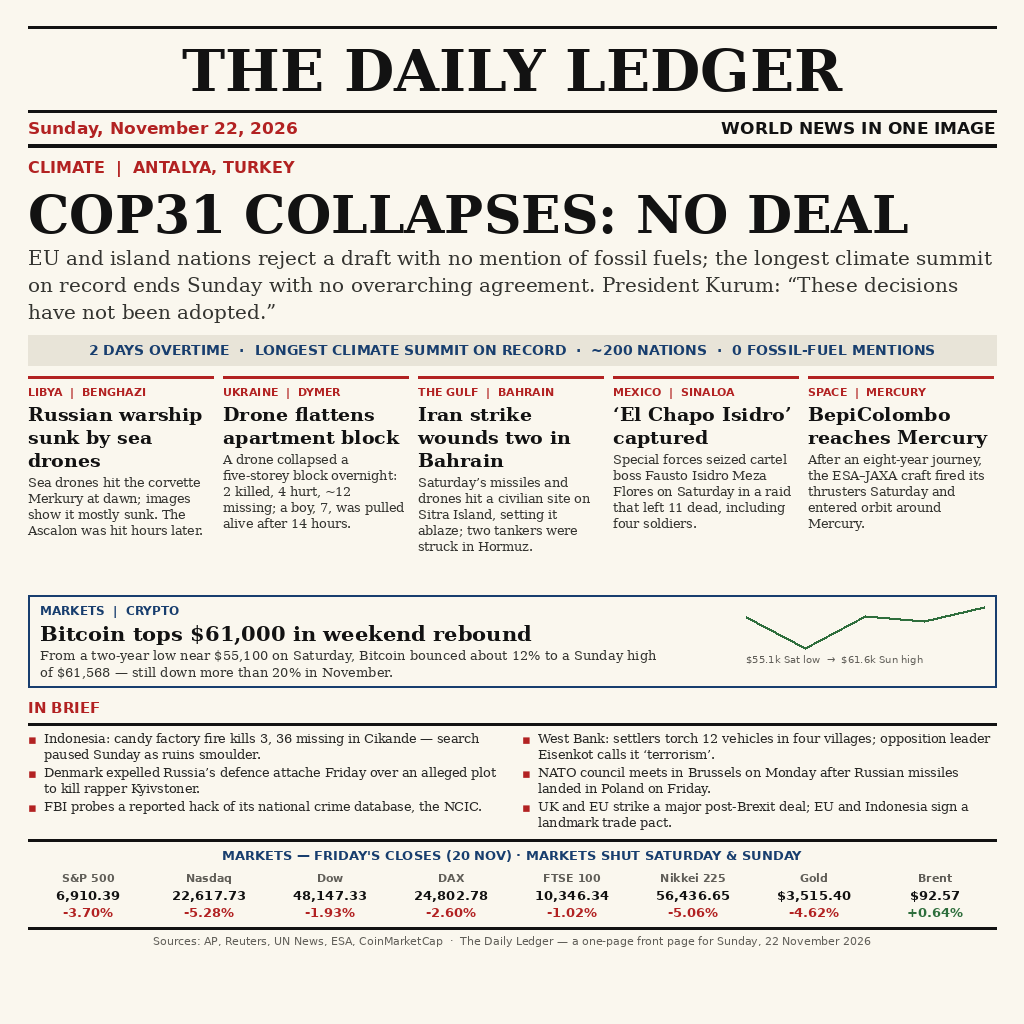 THE DAILY LEDGER
Sunday, November 22, 2026
WORLD NEWS IN ONE IMAGE
CLIMATE | ANTALYA, TURKEY
COP31 COLLAPSES: NO DEAL
EU and island nations reject a draft with no mention of fossil fuels; the longest climate summit
on record ends Sunday with no overarching agreement. President Kurum: “These decisions
have not been adopted.”
2 DAYS OVERTIME · LONGEST CLIMATE SUMMIT ON RECORD · ~200 NATIONS · 0 FOSSIL-FUEL MENTIONS
LIBYA | BENGHAZI
Russian warship
sunk by sea
drones
Sea drones hit the corvette
Merkury at dawn; images
show it mostly sunk. The
Ascalon was hit hours later.
UKRAINE | DYMER
Drone flattens
apartment block
A drone collapsed a
five-storey block overnight:
2 killed, 4 hurt, ~12
missing; a boy, 7, was pulled
alive after 14 hours.
THE GULF | BAHRAIN
Iran strike
wounds two in
Bahrain
Saturday’s missiles and
drones hit a civilian site on
Sitra Island, setting it
ablaze; two tankers were
struck in Hormuz.
MEXICO | SINALOA
‘El Chapo Isidro’
captured
Special forces seized cartel
boss Fausto Isidro Meza
Flores on Saturday in a raid
that left 11 dead, including
four soldiers.
SPACE | MERCURY
BepiColombo
reaches Mercury
After an eight-year journey,
the ESA–JAXA craft fired its
thrusters Saturday and
entered orbit around
Mercury.
MARKETS | CRYPTO
Bitcoin tops $61,000 in weekend rebound
From a two-year low near $55,100 on Saturday, Bitcoin bounced about 12% to a Sunday high
of $61,568 — still down more than 20% in November.
$55.1k Sat low → $61.6k Sun high
IN BRIEF
Indonesia: candy factory fire kills 3, 36 missing in Cikande — search
paused Sunday as ruins smoulder.
Denmark expelled Russia’s defence attache Friday over an alleged plot
to kill rapper Kyivstoner.
FBI probes a reported hack of its national crime database, the NCIC.
West Bank: settlers torch 12 vehicles in four villages; opposition leader
Eisenkot calls it ‘terrorism’.
NATO council meets in Brussels on Monday after Russian missiles
landed in Poland on Friday.
UK and EU strike a major post-Brexit deal; EU and Indonesia sign a
landmark trade pact.
MARKETS — FRIDAY'S CLOSES (20 NOV) · MARKETS SHUT SATURDAY & SUNDAY
S&P 500 Nasdaq Dow DAX FTSE 100 Nikkei 225 Gold Brent
6,910.39 22,617.73 48,147.33 24,802.78 10,346.34 56,436.65 $3,515.40 $92.57
-3.70% -5.28% -1.93% -2.60% -1.02% -5.06% -4.62% +0.64%
Sources: AP, Reuters, UN News, ESA, CoinMarketCap · The Daily Ledger — a one-page front page for Sunday, 22 November 2026